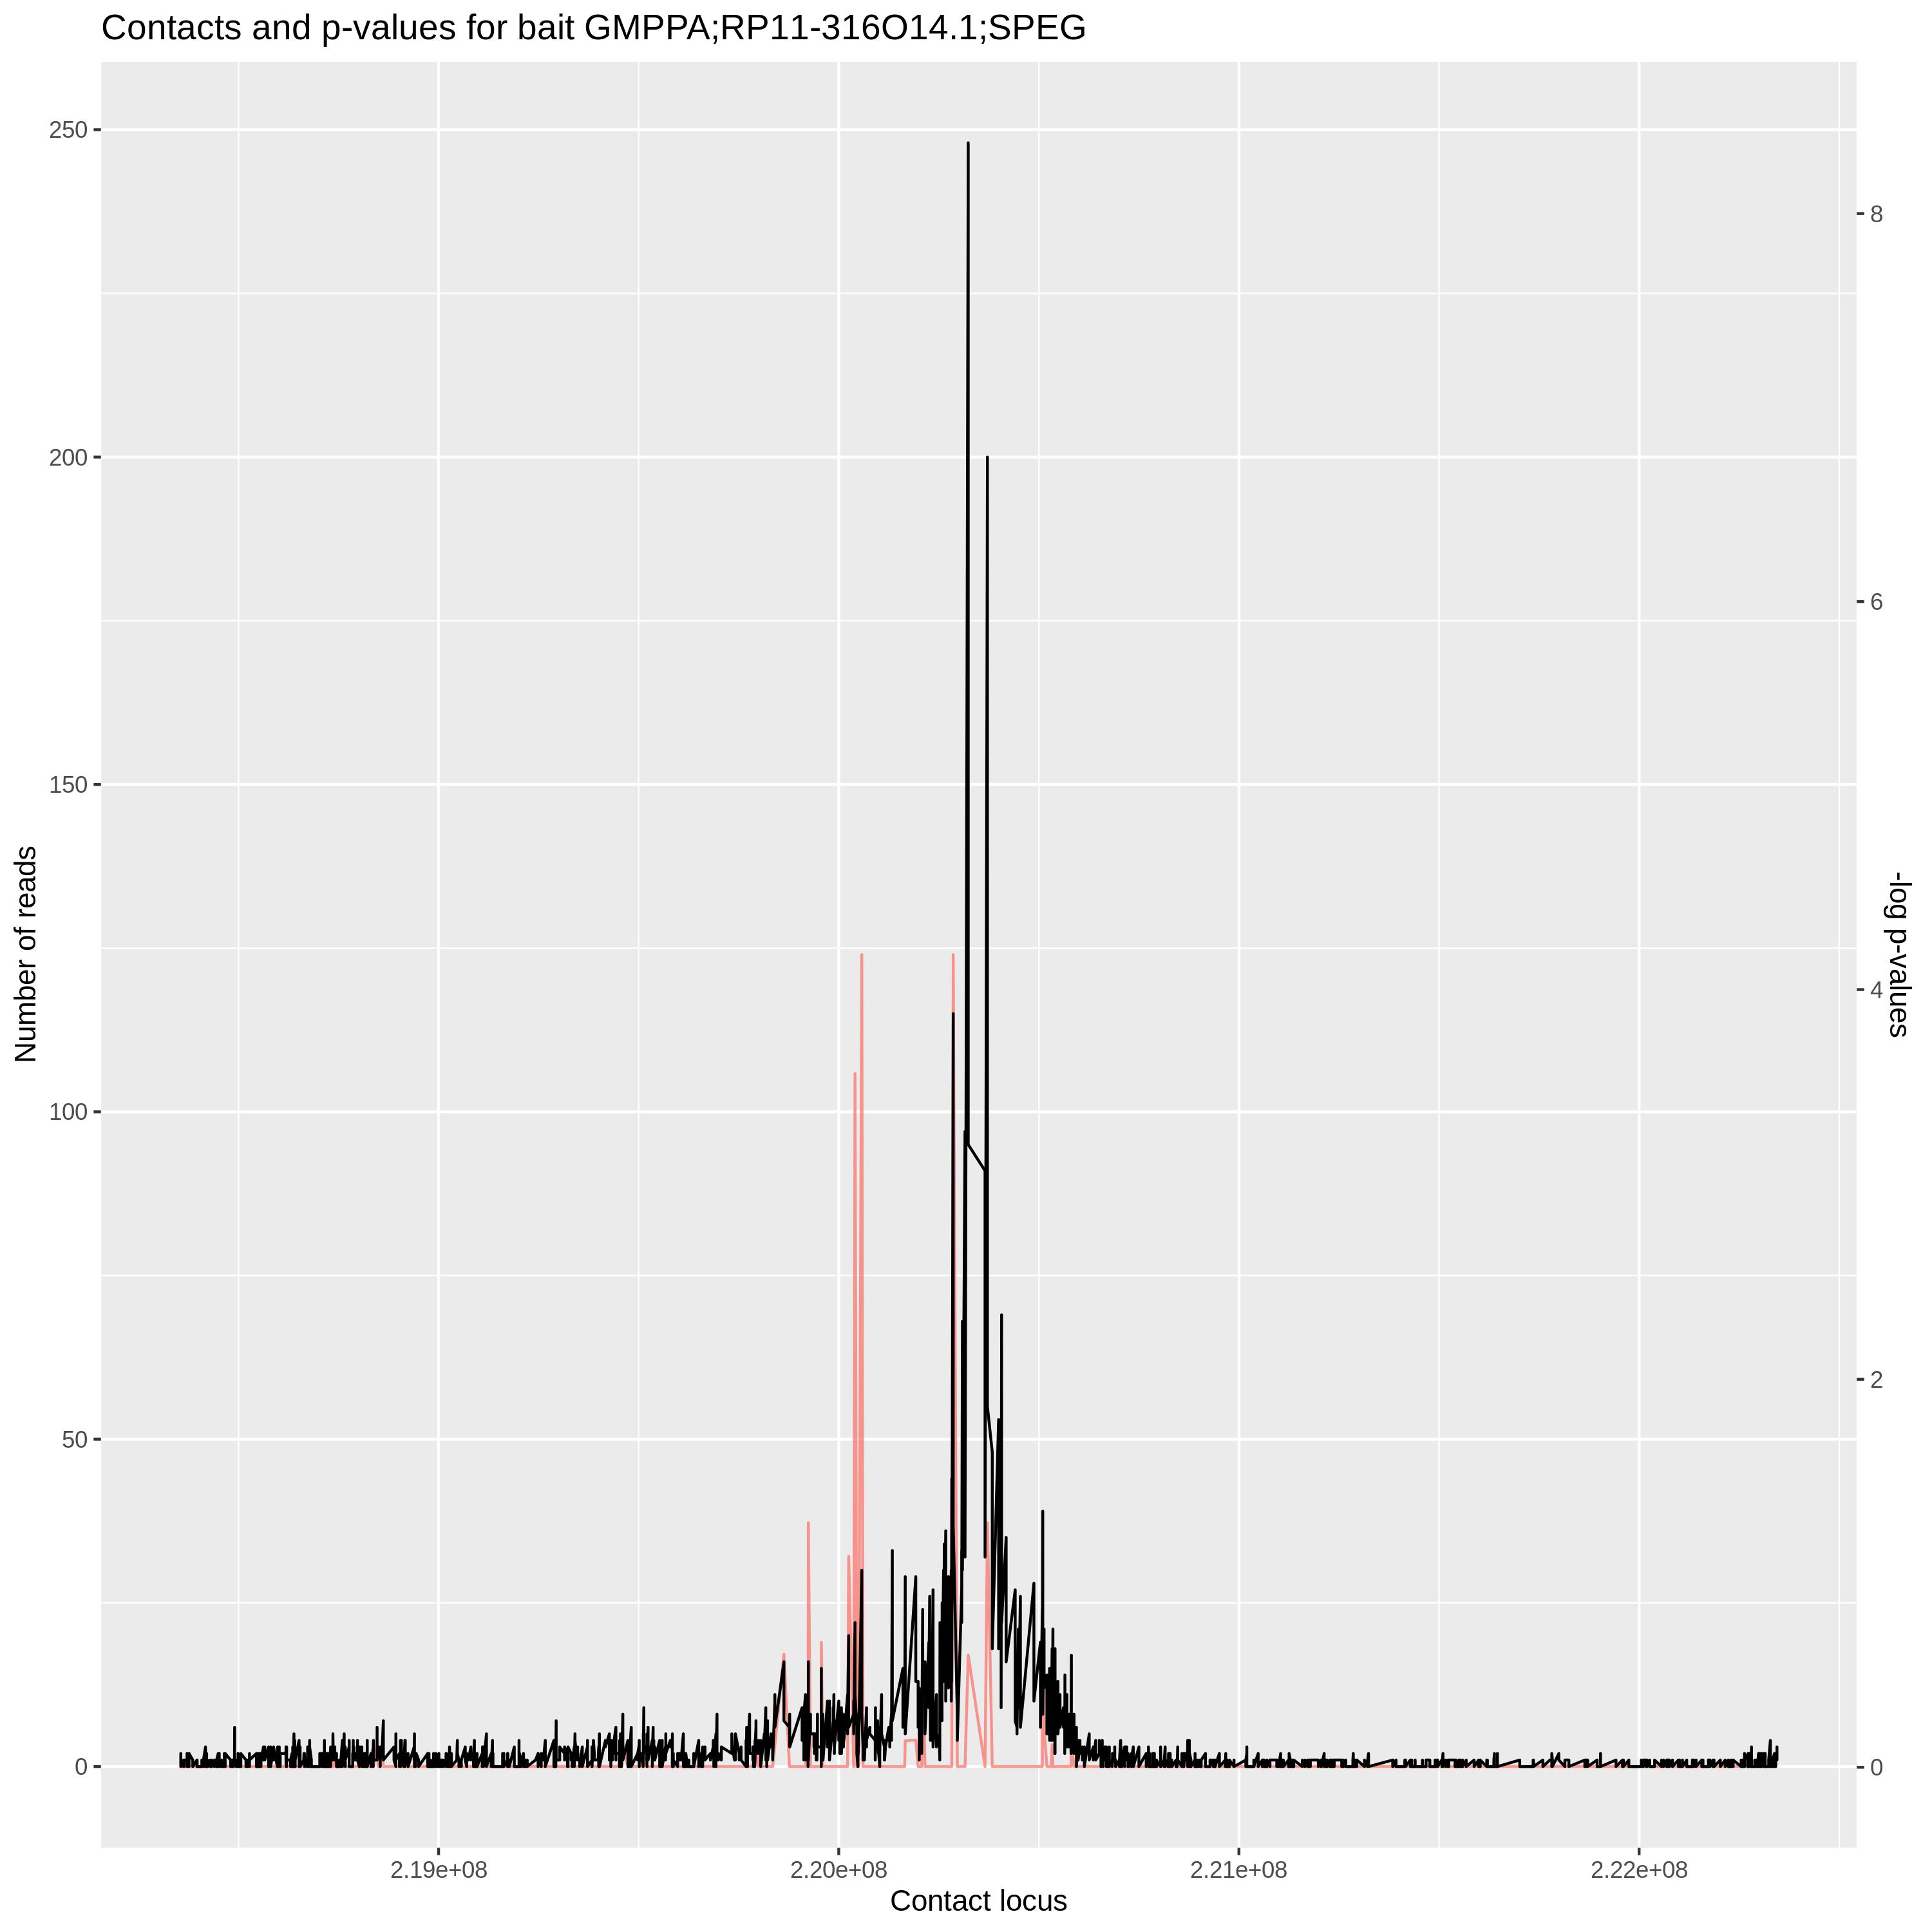 Contacts and p-values for bait GMPPA;RP11-316O14.1;SPEG
250
200
150
100
50
0
Number of reads
8
6
4
2
0
-log p-values
2.19e+08
2.20e+08
2.21e+08
2.22e+08
Contact locus